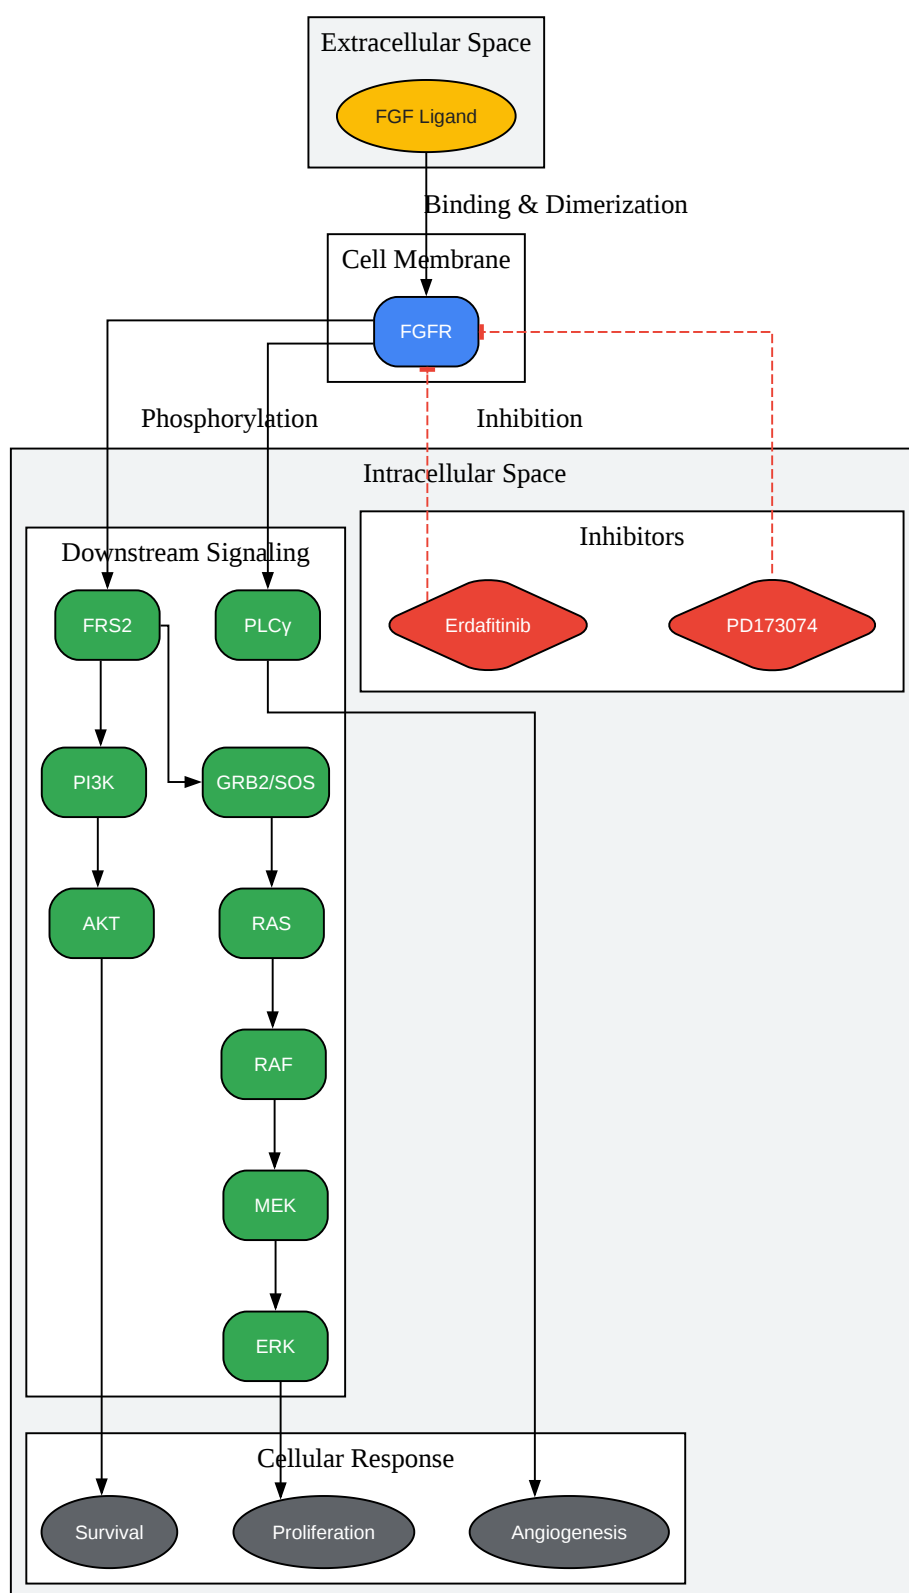 Extracellular Space
FGF Ligand
Binding & Dimerization
Cell Membrane
FGFR
Phosphorylation
Inhibition
Intracellular Space
Inhibitors
Downstream Signaling
FRS2
PLCγ
Erdafitinib
PD173074
PI3K
GRB2/SOS
AKT
RAS
RAF
MEK
ERK
Cellular Response
Survival
Proliferation
Angiogenesis